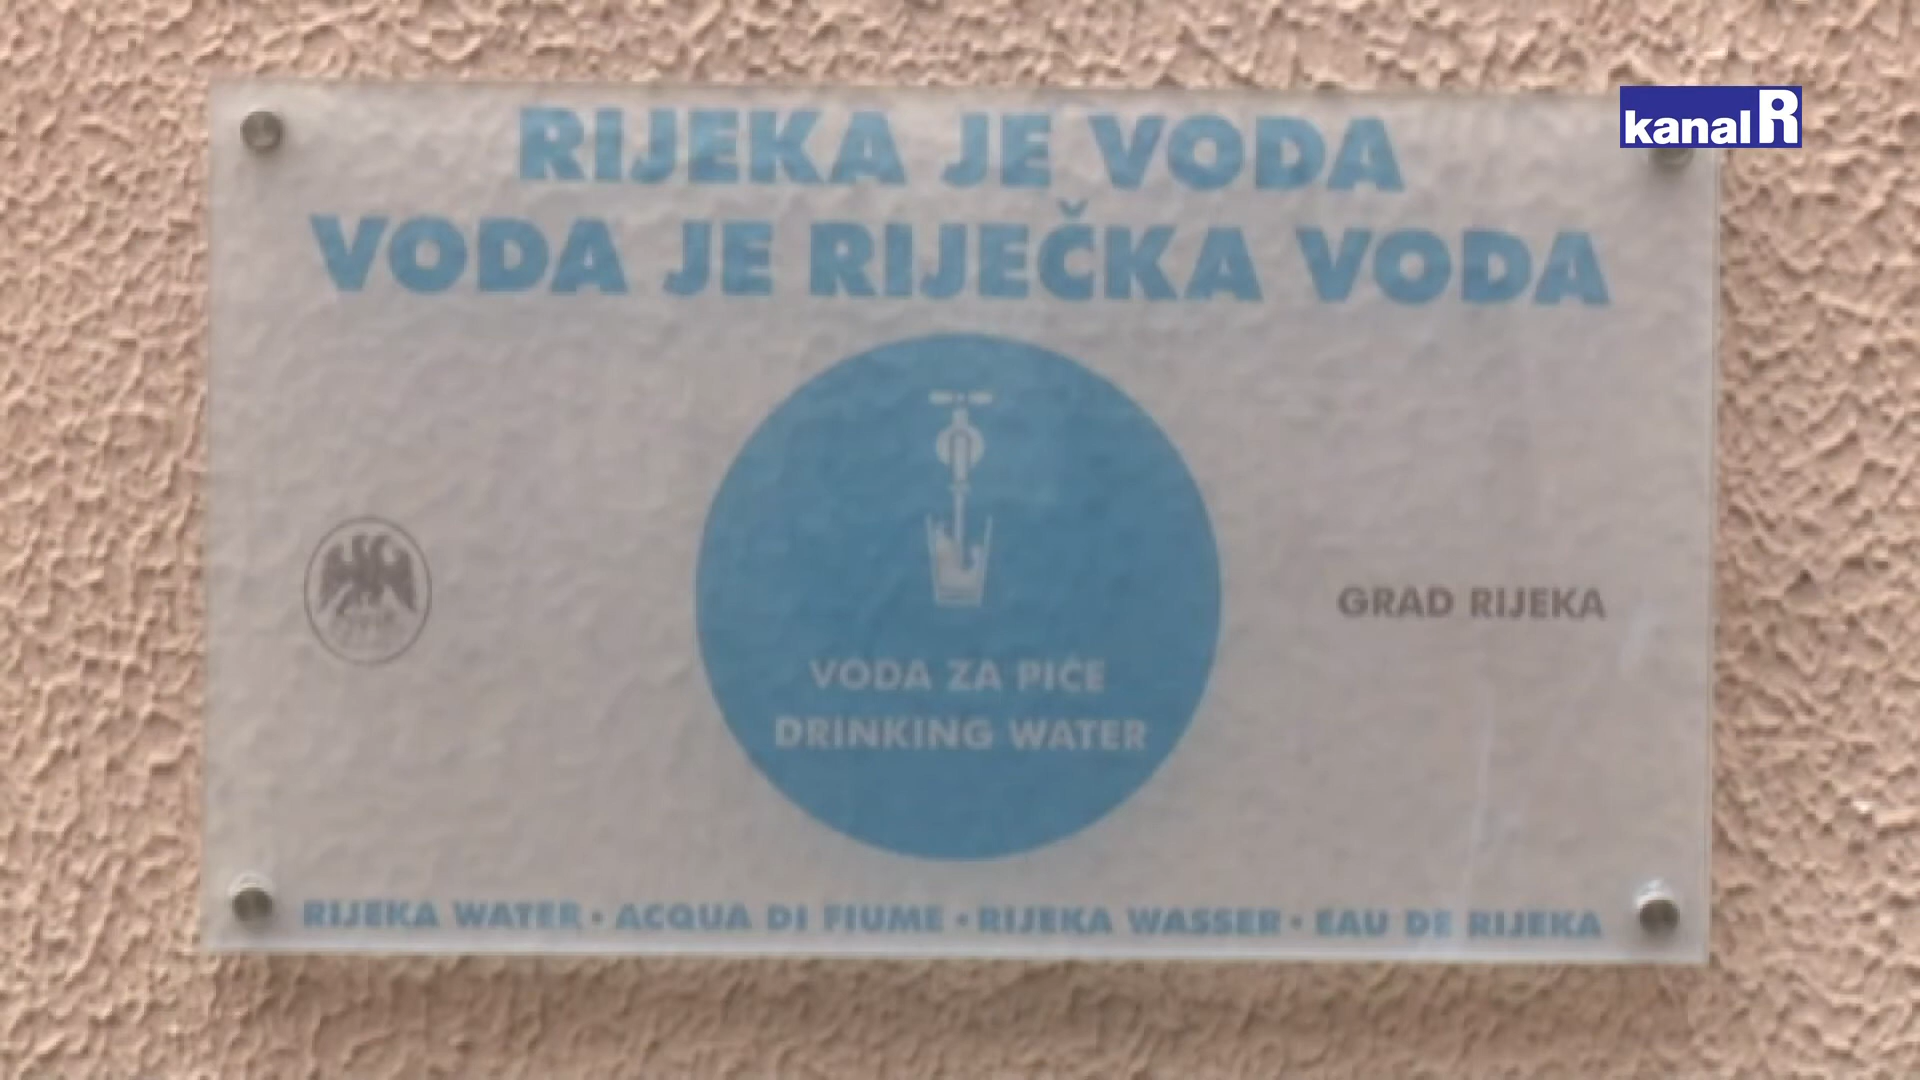 kanal R
RIJEKA JE VODA
VODA JE RIJEČKA VODA
GRAD RIJEKA
VODA ZA PIĆE
DRINKING WATER
RIJEKA WATER · ACQUA DI FIUME · RIJEKA WASSER · EAU DE RIJEKA